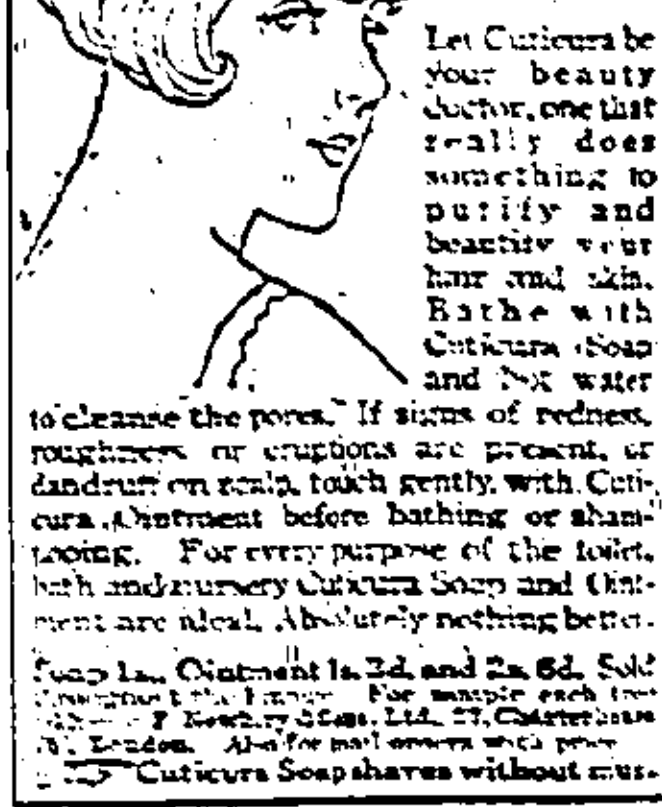 Let Cuticura be
your beauty
doctor, one that
really does
something to
purify and
beautify your
hair and skin.
Bathe with
Cuticura Soap
and hot water
to cleanse the pores. If signs of redness,
roughness or eruptions are present, or
dandruff on scalp, touch gently, with Cuti-
cura Ointment before bathing or sham-
pooing. For every purpose of the toilet,
bath and nursery Cuticura Soap and Oint-
ment are ideal. Absolutely nothing better.
Soap 1s., Ointment 1s. 3d. and 2s. 6d. Sold
throughout the Empire. For sample each free
F. Newbery & Sons, Ltd., 27, Charterhouse
London. Also for mail orders with price
Cuticura Soap shaves without mug.